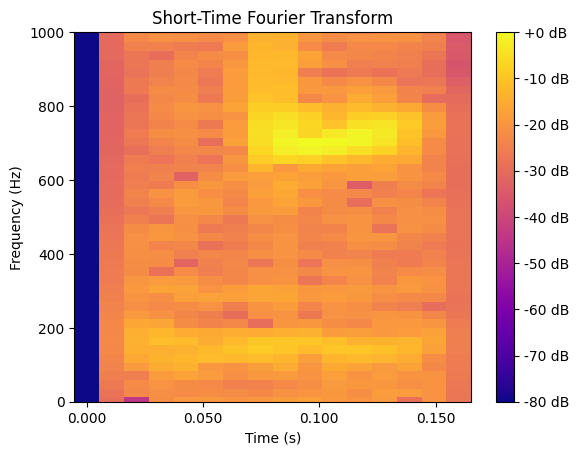 Short-Time Fourier Transform
1000
800
600
400
200
0
Frequency (Hz)
0.000
0.050
0.100
0.150
Time (s)
+0 dB
-10 dB
-20 dB
-30 dB
-40 dB
-50 dB
-60 dB
-70 dB
-80 dB